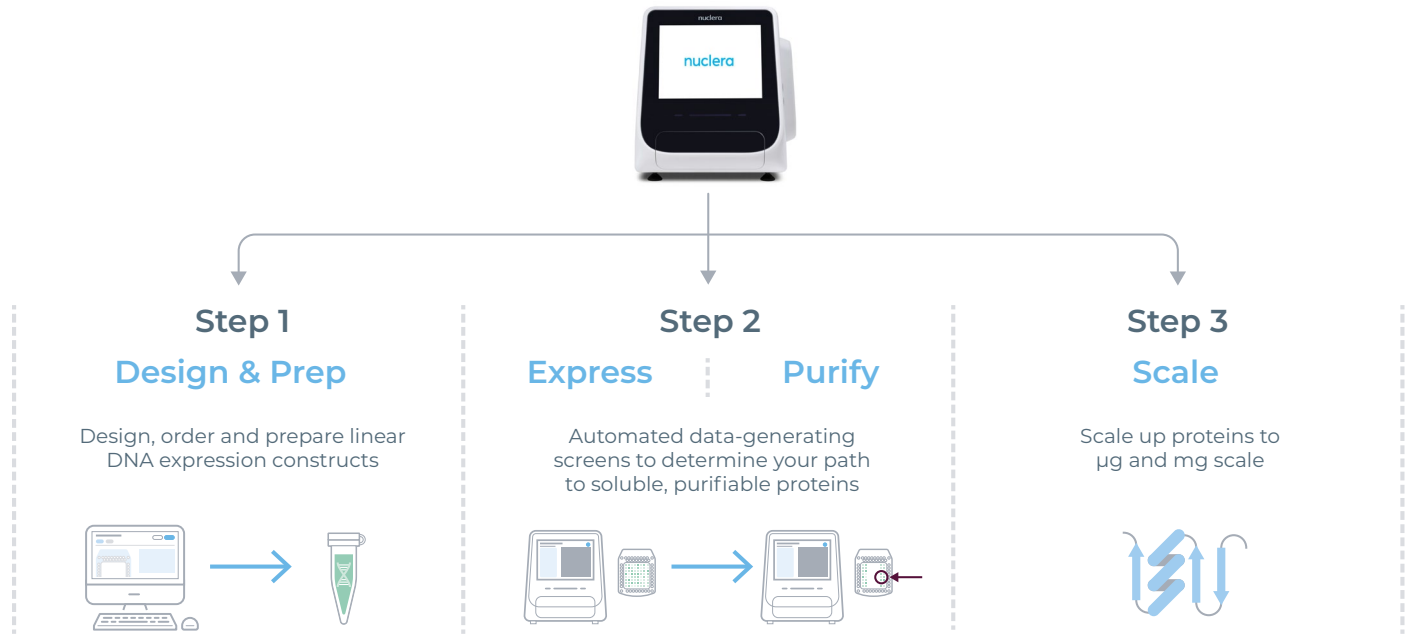 nuclera
nuclera
Step 1
Design & Prep
Design, order and prepare linear
DNA expression constructs
Step 2
Express
Purify
Automated data-generating
screens to determine your path
to soluble, purifiable proteins
Step 3
Scale
Scale up proteins to
µg and mg scale